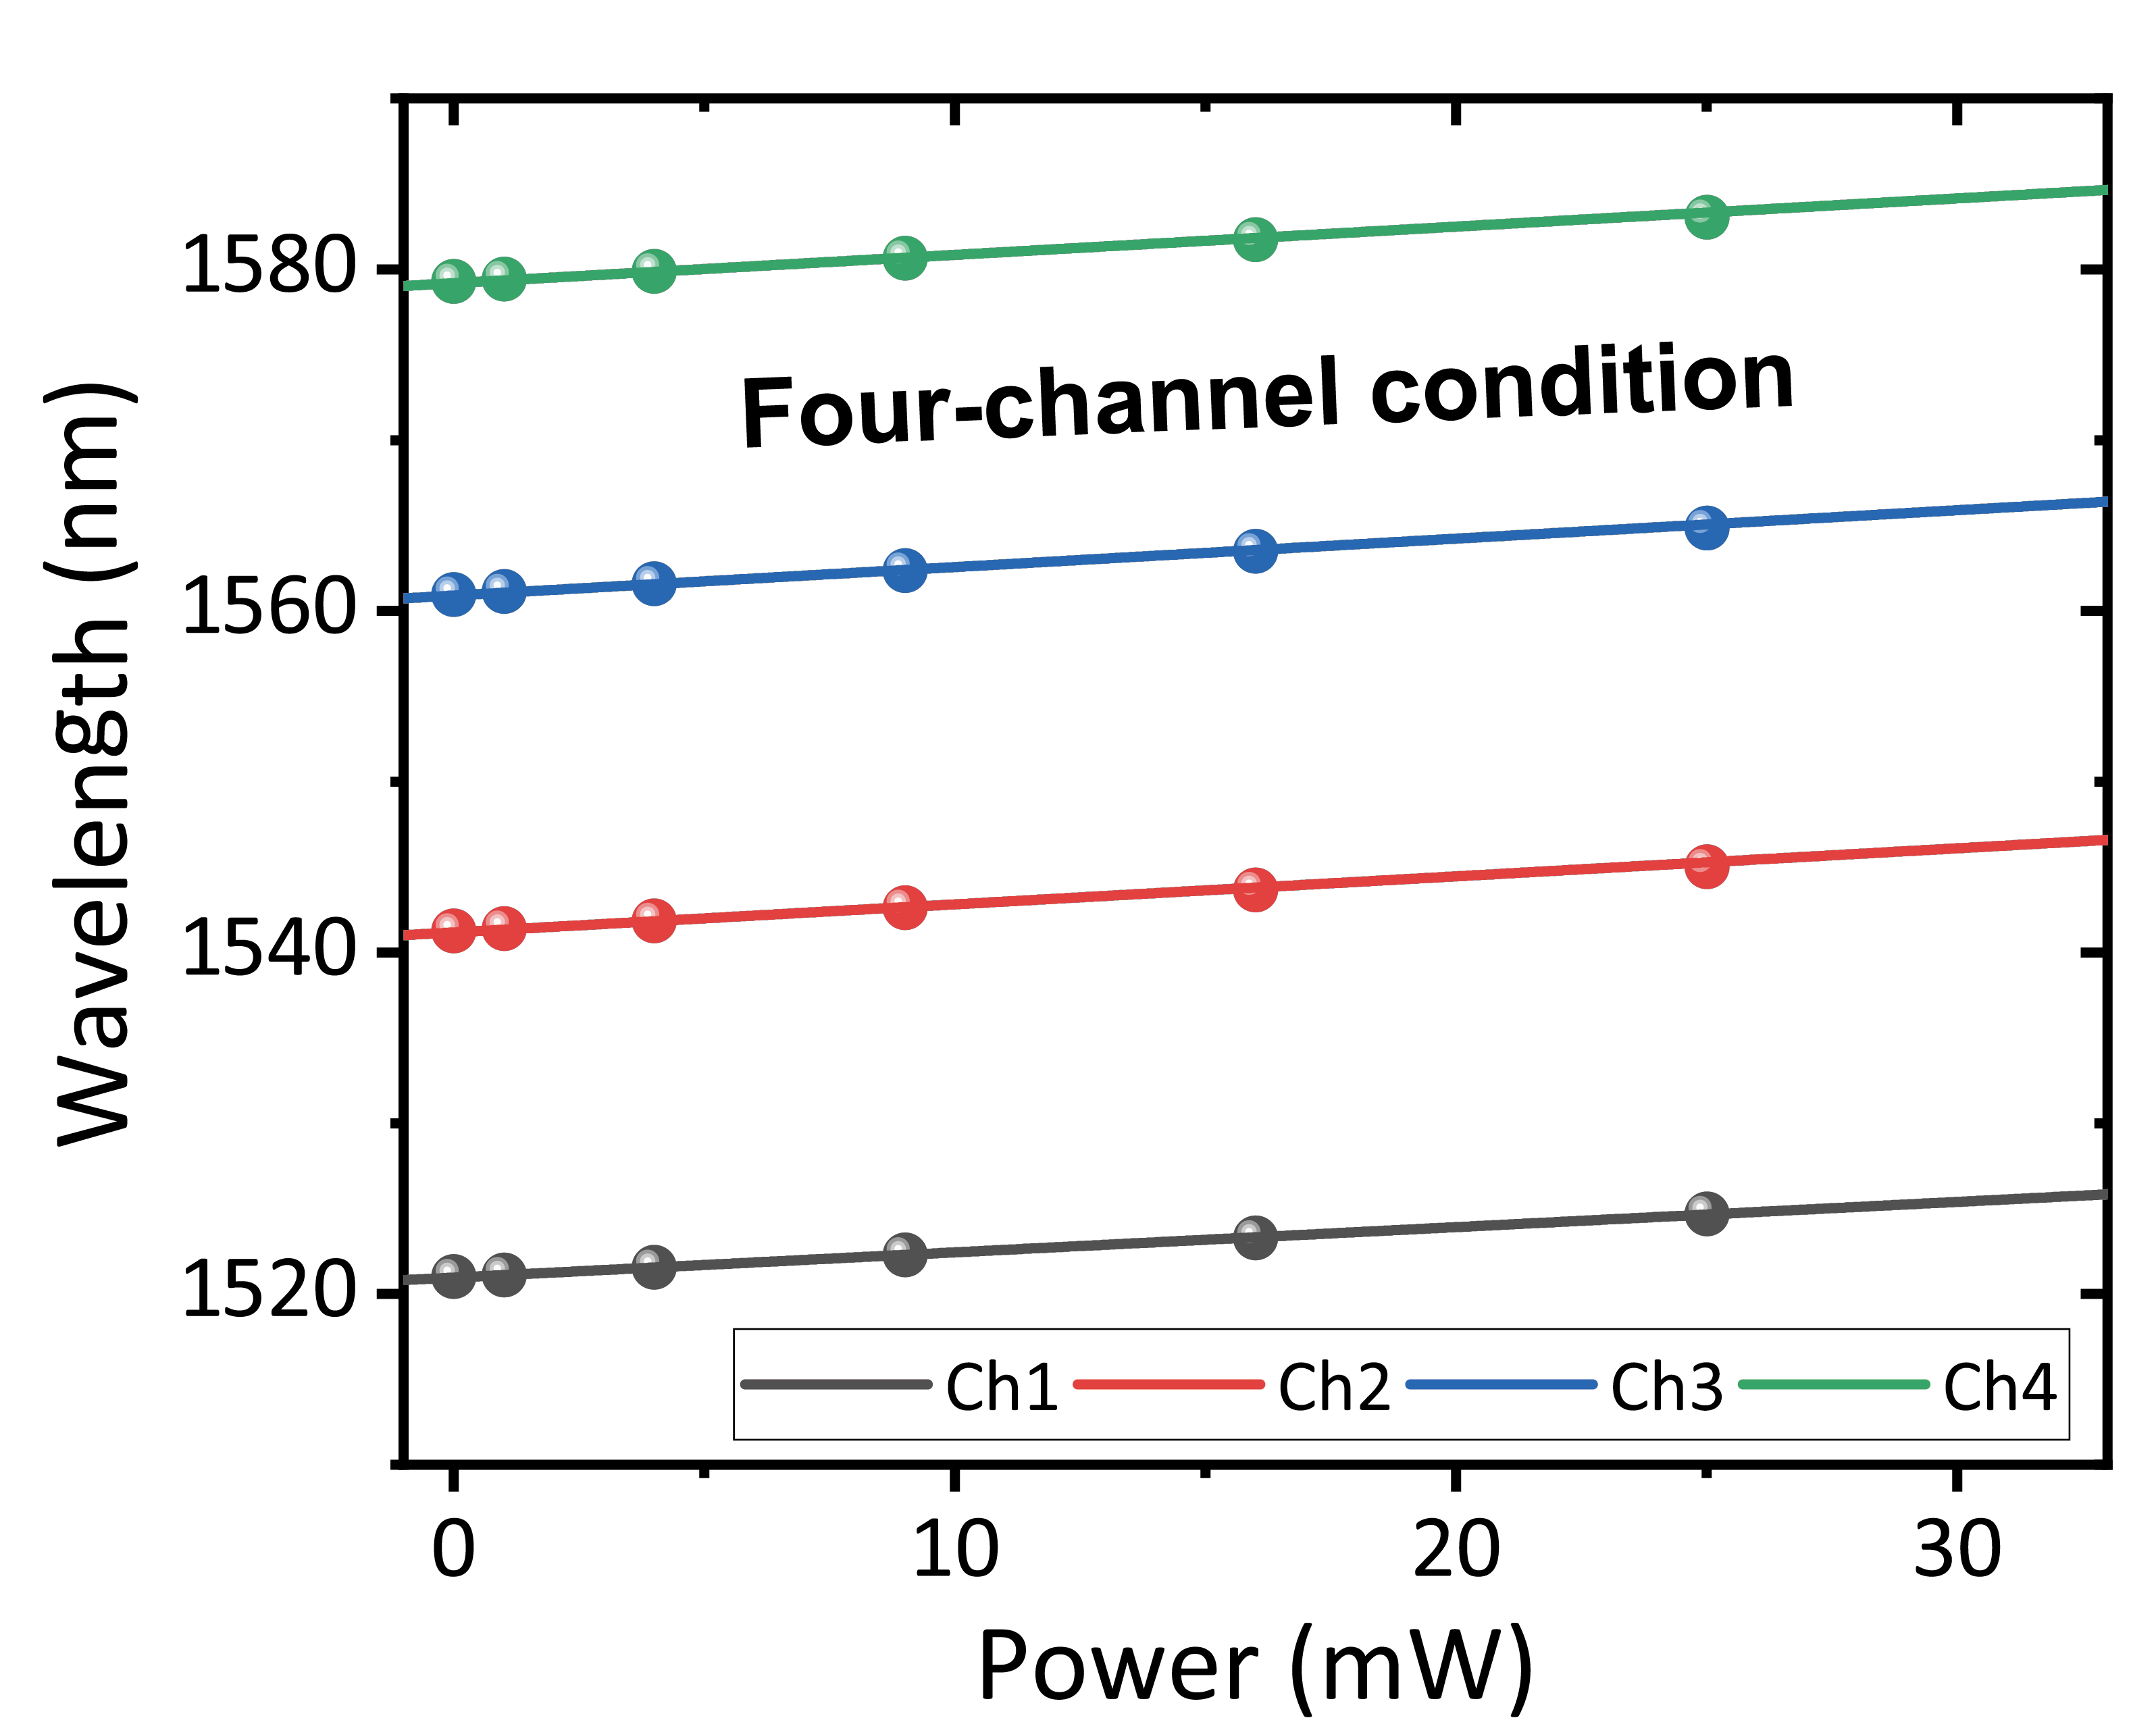 Wavelength (nm)
1580
1560
1540
1520
Four-channel condition
Ch1 Ch2 Ch3 Ch4
0 10 20 30
Power (mW)